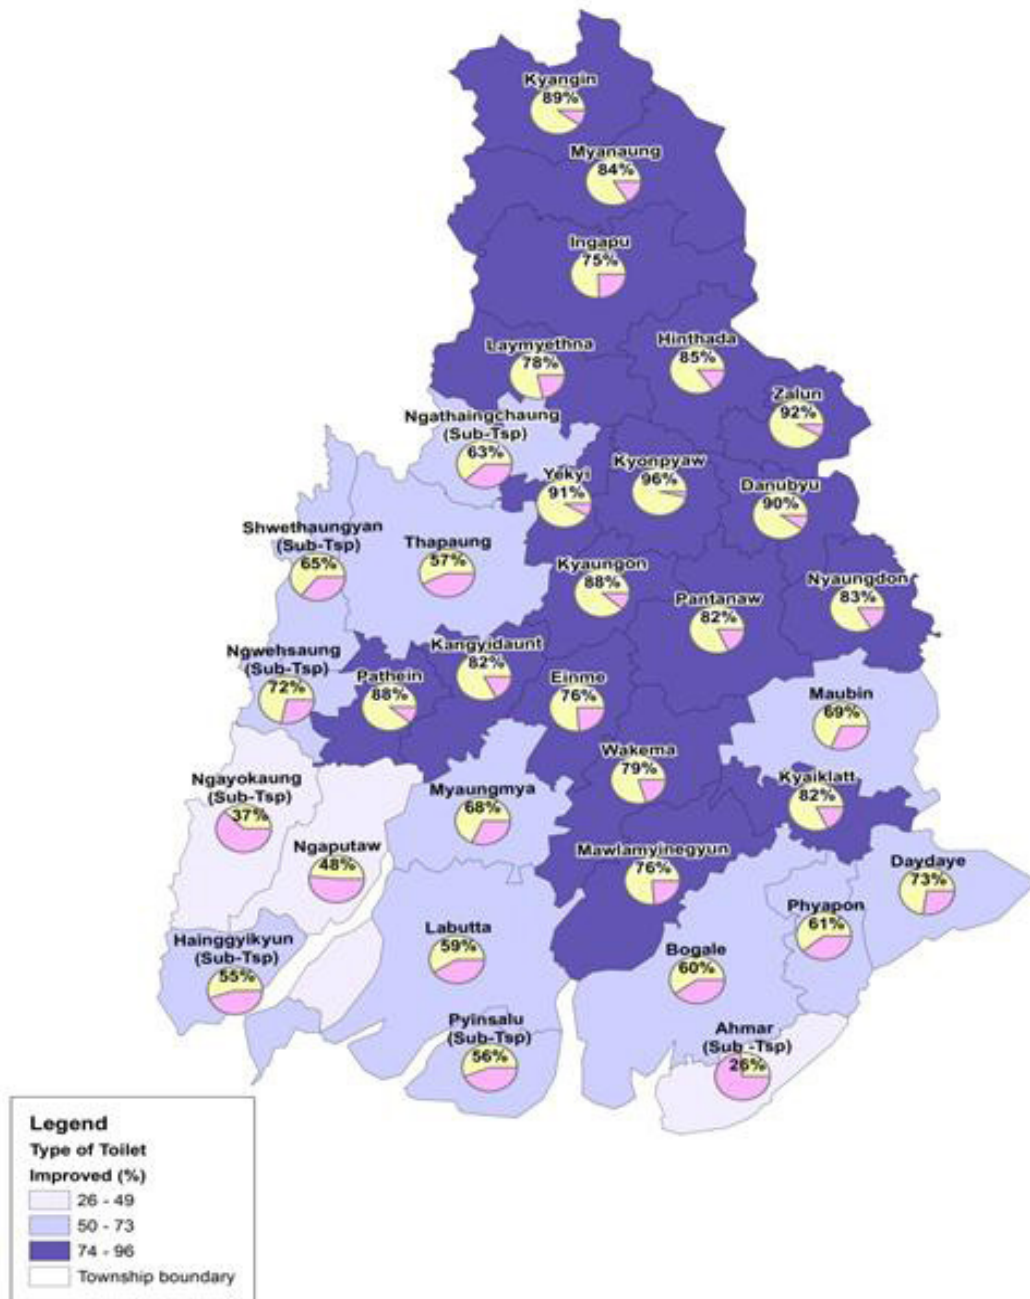 Kyangin
89%
Myanaung
84%
Ingapu
75%
Laymyethna
78%
Hinthada
85%
Zalun
92%
Ngathaingchaung
(Sub-Tsp)
63%
Yekyi
91%
Kyonpyaw
96%
Danubyu
90%
Shwethaungyan
(Sub-Tsp)
65%
Thapaung
57%
Kyaungon
88%
Pantanaw
82%
Nyaungdon
83%
Ngwehsaung
(Sub-Tsp)
72%
Pathein
88%
Kangyidaunt
82%
Einme
76%
Maubin
69%
Wakema
79%
Kyaiklatt
82%
Ngayokaung
(Sub-Tsp)
37%
Ngaputaw
48%
Myaungmya
68%
Mawlamyinegyun
76%
Daydaye
73%
Phyapon
61%
Hainggyikyun
(Sub-Tsp)
55%
Labutta
59%
Bogale
60%
Pyinsalu
(Sub-Tsp)
56%
Ahmar
(Sub -Tsp)
26%
Legend
Type of Toilet
Improved (%)
26 - 49
50 - 73
74 - 96
Township boundary